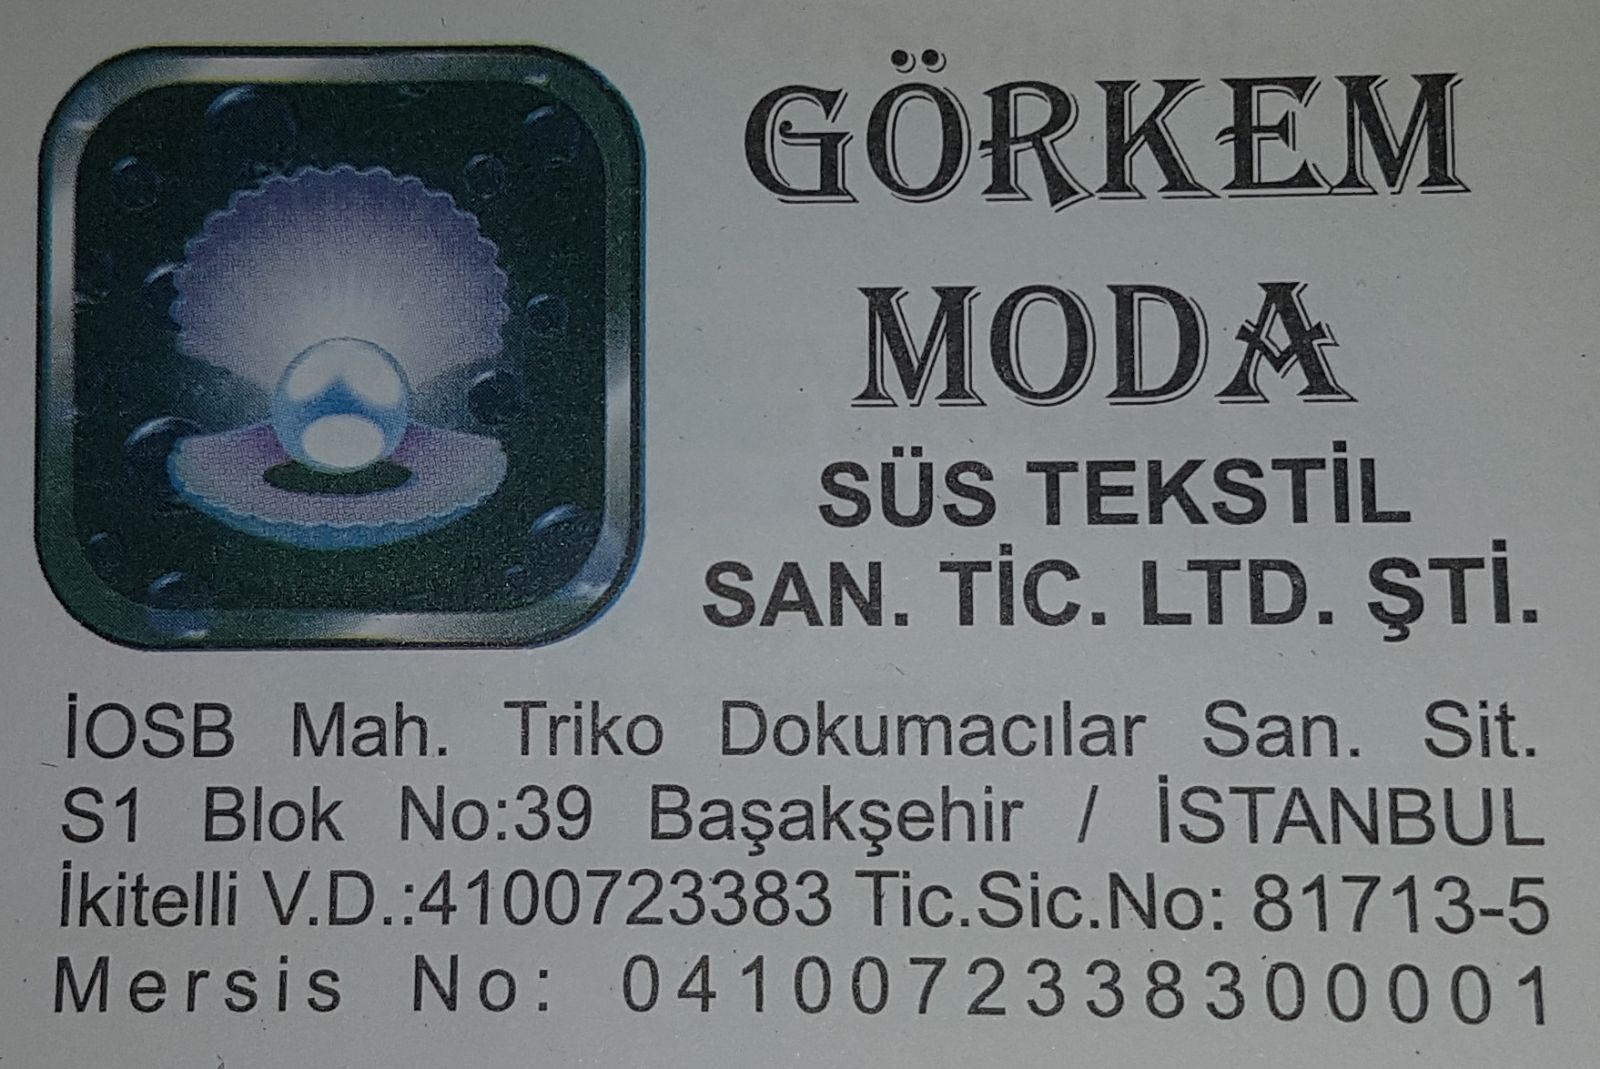 GÖRKEM
MODA
SÜS TEKSTİL
SAN. TİC. LTD. ŞTİ.
İOSB Mah. Triko Dokumacılar San. Sit.
S1 Blok No:39 Başakşehir / İSTANBUL
İkitelli V.D.:4100723383 Tic.Sic.No: 81713-5
Mersis No: 0410072338300001